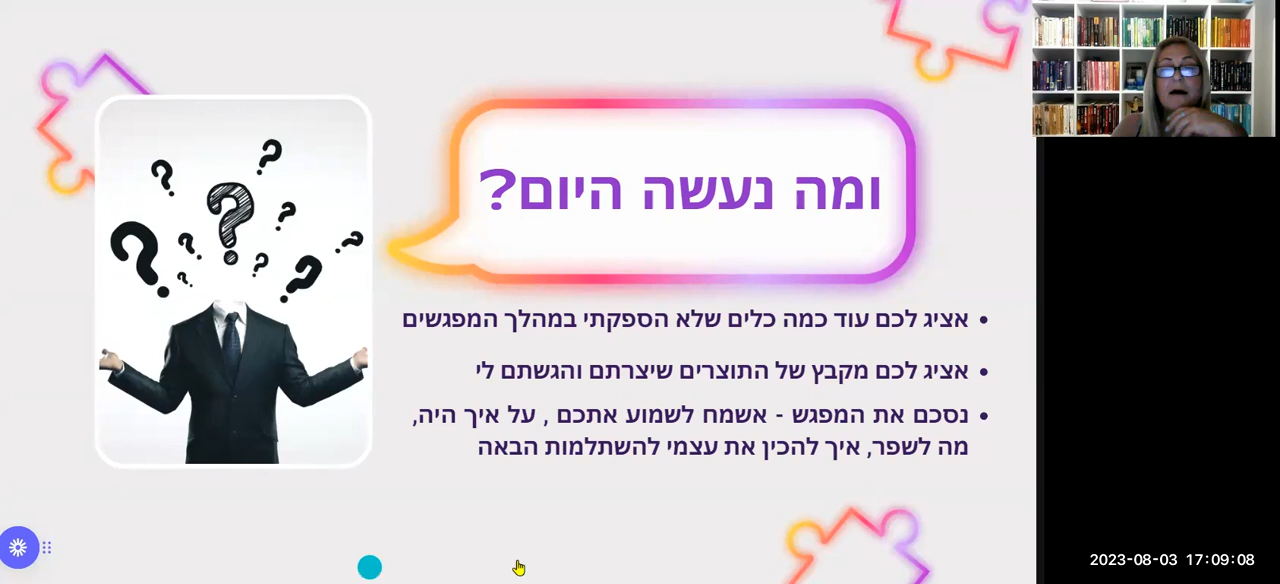 ומה נעשה היום?
• אציג לכם עוד כמה כלים שלא הספקתי במהלך המפגשים
• אציג לכם מקבץ של התוצרים שיצרתם והגשתם לי
• נסכם את המפגש - אשמח לשמוע אתכם , על איך היה,
מה לשפר, איך להכין את עצמי להשתלמות הבאה
2023-08-03 17:09:08